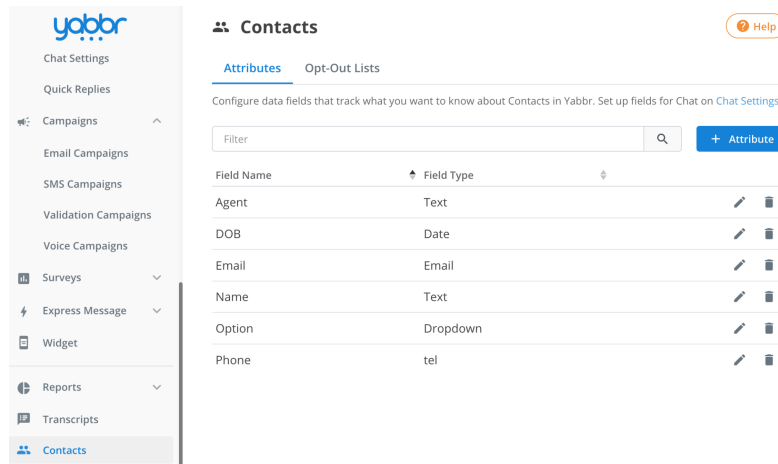 yabbr
Chat Settings
Quick Replies
Campaigns
Email Campaigns
SMS Campaigns
Validation Campaigns
Voice Campaigns
Surveys
Express Message
Widget
Reports
Transcripts
Contacts
Contacts
? Help
Attributes Opt-Out Lists
Configure data fields that track what you want to know about Contacts in Yabbr. Set up fields for Chat on Chat Settings
Filter
+ Attribute
Field Name Field Type
Agent Text
DOB Date
Email Email
Name Text
Option Dropdown
Phone tel